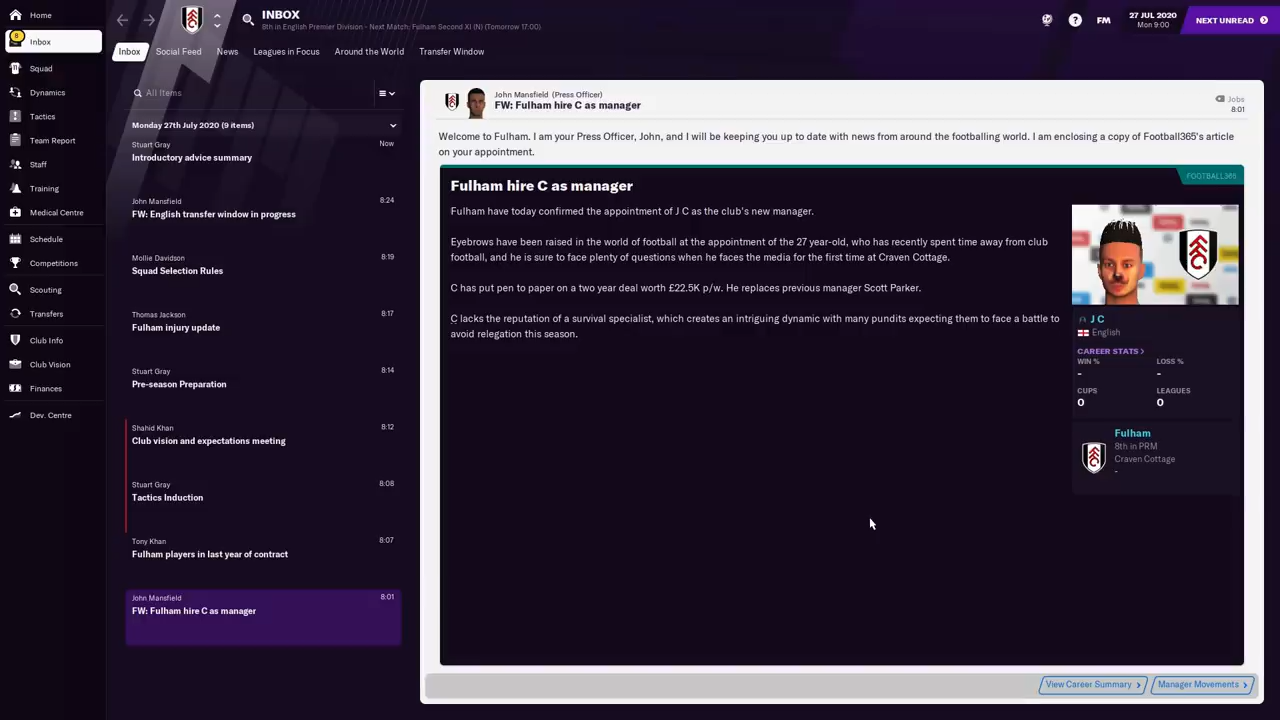 Home
8
Inbox
Squad
Dynamics
Tactics
Team Report
Staff
Training
Medical Centre
Schedule
Competitions
Scouting
Transfers
Club Info
Club Vision
Finances
Dev. Centre
INBOX
8th in English Premier Division - Next Match: Fulham Second XI (N) (Tomorrow 17:00)
?
FM
27 JUL 2020
Mon 9:00
NEXT UNREAD
Inbox
Social Feed
News
Leagues in Focus
Around the World
Transfer Window
All Items
Monday 27th July 2020 (9 items)
Stuart Gray
Now
Introductory advice summary
John Mansfield
8:24
FW: English transfer window in progress
Mollie Davidson
8:19
Squad Selection Rules
Thomas Jackson
8:17
Fulham injury update
Stuart Gray
8:14
Pre-season Preparation
Shahid Khan
8:12
Club vision and expectations meeting
Stuart Gray
8:08
Tactics Induction
Tony Khan
8:07
Fulham players in last year of contract
John Mansfield
8:01
FW: Fulham hire C as manager
John Mansfield (Press Officer)
FW: Fulham hire C as manager
Jobs
8:01
Welcome to Fulham. I am your Press Officer, John, and I will be keeping you up to date with news from around the footballing world. I am enclosing a copy of Football365's article
on your appointment.
FOOTBALL365
Fulham hire C as manager
Fulham have today confirmed the appointment of J C as the club's new manager.
Eyebrows have been raised in the world of football at the appointment of the 27 year-old, who has recently spent time away from club
football, and he is sure to face plenty of questions when he faces the media for the first time at Craven Cottage.
C has put pen to paper on a two year deal worth £22.5K p/w. He replaces previous manager Scott Parker.
C lacks the reputation of a survival specialist, which creates an intriguing dynamic with many pundits expecting them to face a battle to
avoid relegation this season.
J C
English
CAREER STATS
WIN %
LOSS %
-
-
CUPS
LEAGUES
0
0
Fulham
8th in PRM
Craven Cottage
-
View Career Summary
Manager Movements